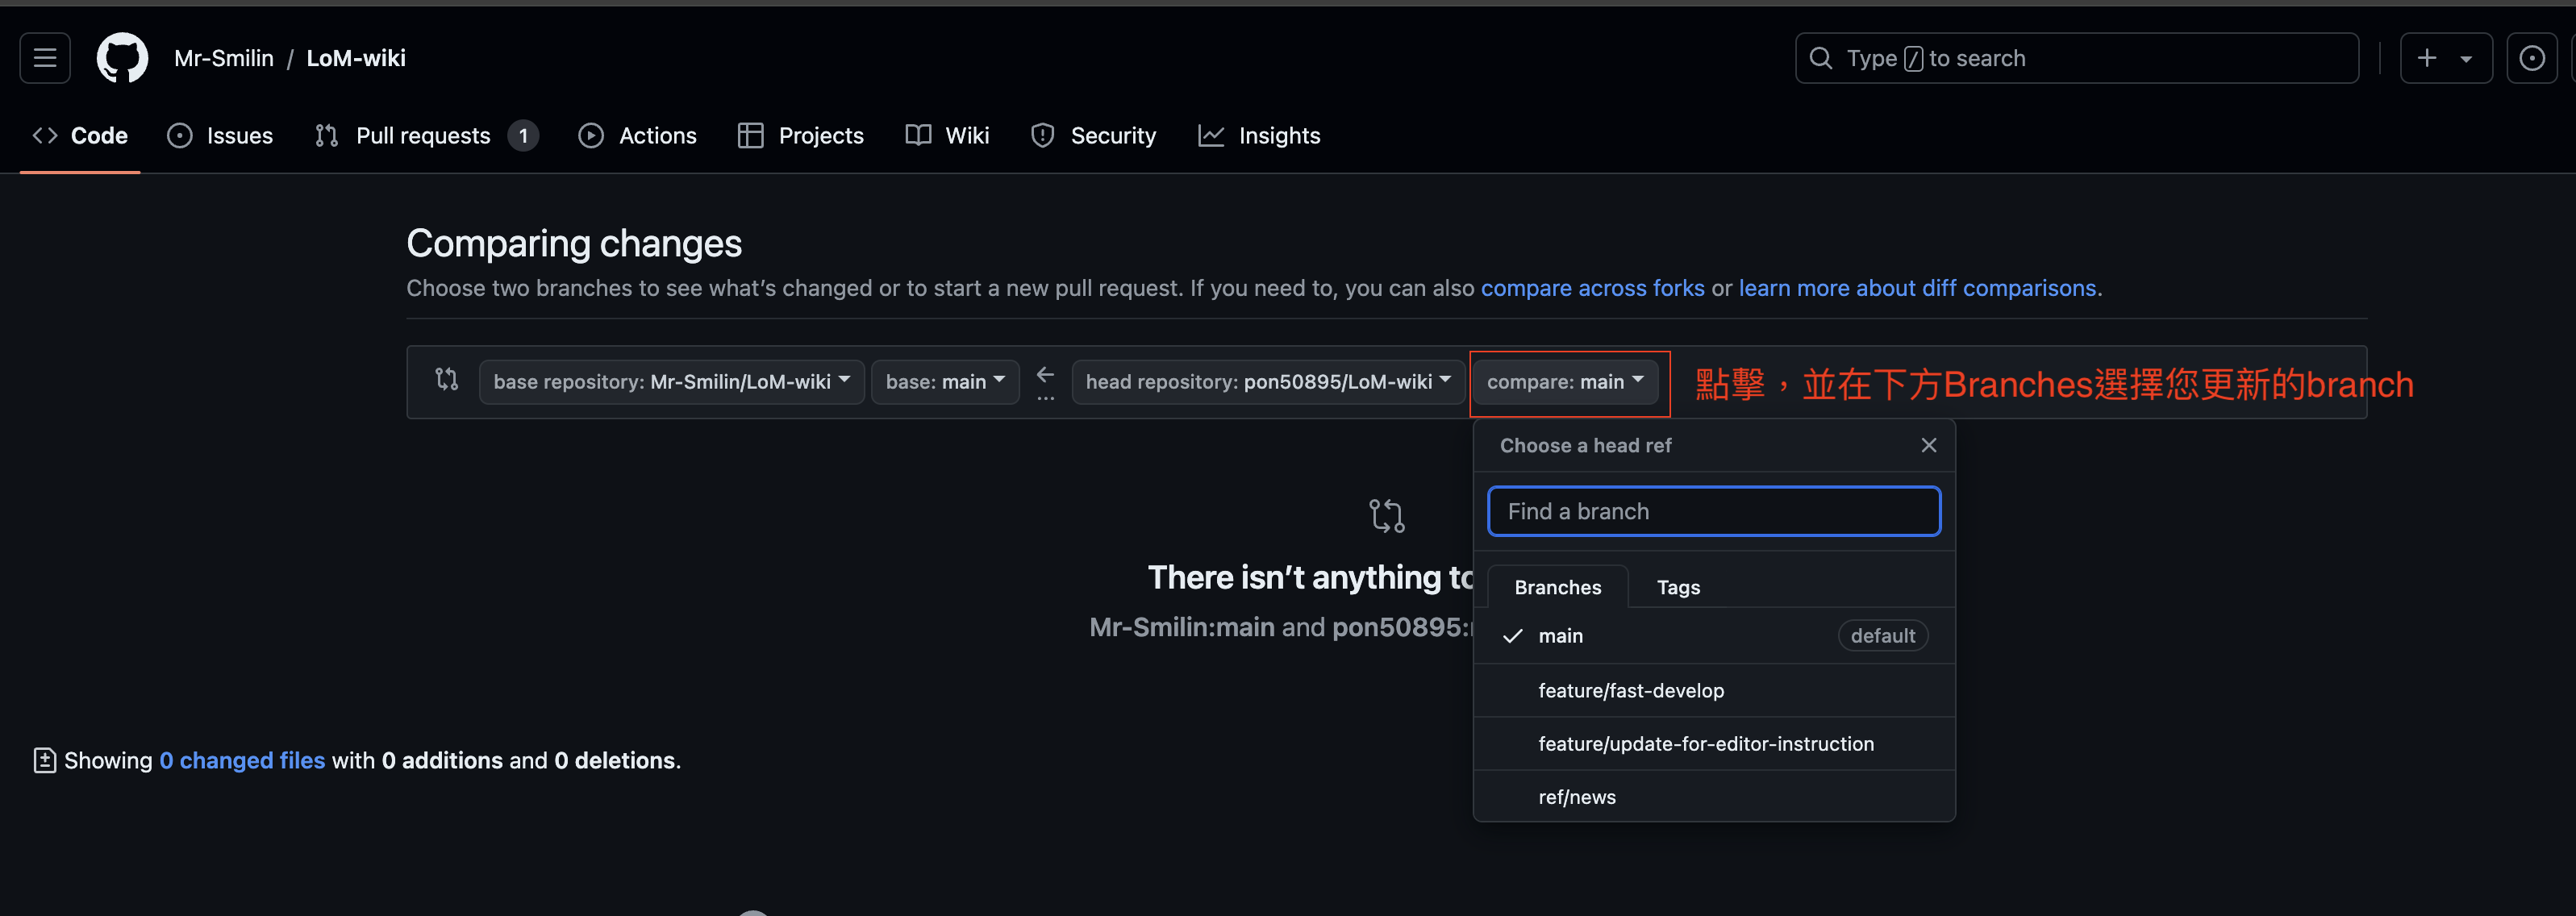 Mr-Smilin / LoM-wiki
Type / to search
Code Issues Pull requests 1 Actions Projects Wiki Security Insights
Comparing changes
Choose two branches to see what’s changed or to start a new pull request. If you need to, you can also compare across forks or learn more about diff comparisons.
base repository: Mr-Smilin/LoM-wiki base: main ← ... head repository: pon50895/LoM-wiki compare: main 點擊，並在下方Branches選擇您更新的branch
Choose a head ref
Find a branch
There isn’t anything to
Branches Tags
Mr-Smilin:main and pon50895:
main default
feature/fast-develop
feature/update-for-editor-instruction
Showing 0 changed files with 0 additions and 0 deletions.
ref/news